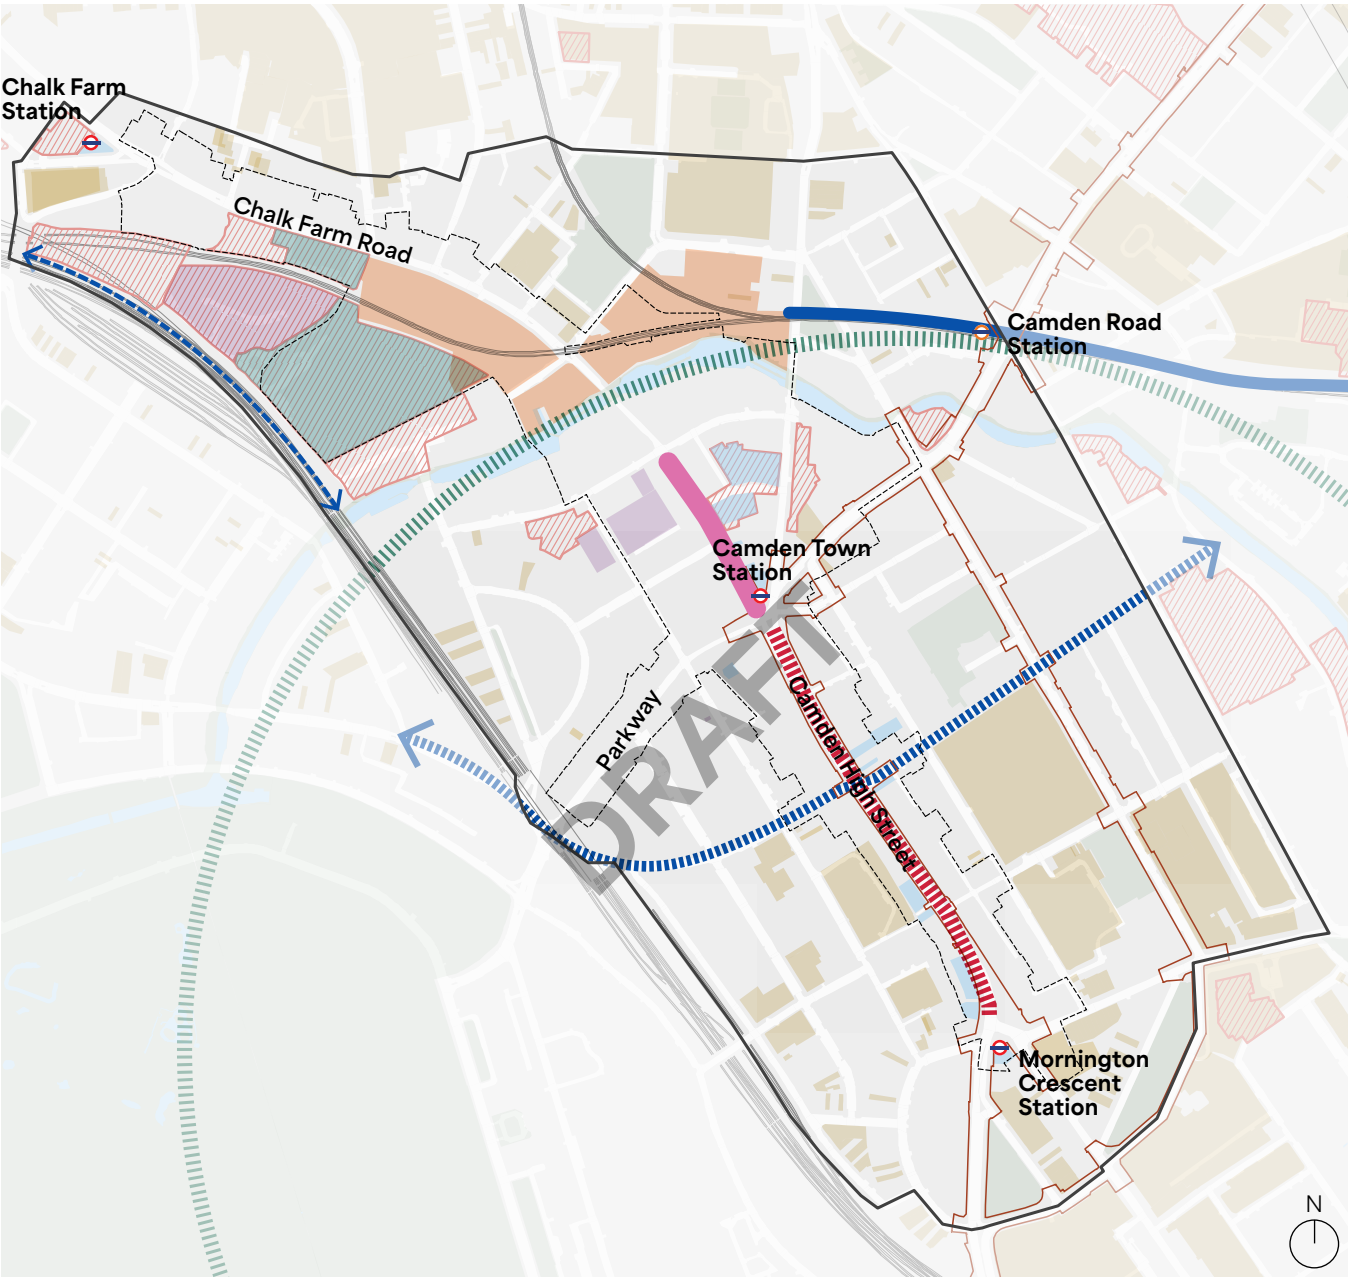 Chalk Farm
Station
Chalk Farm Road
Camden Road
Station
Camden Town
Station
Parkway
Camden High Street
DRAFT
Mornington
Crescent
Station
N